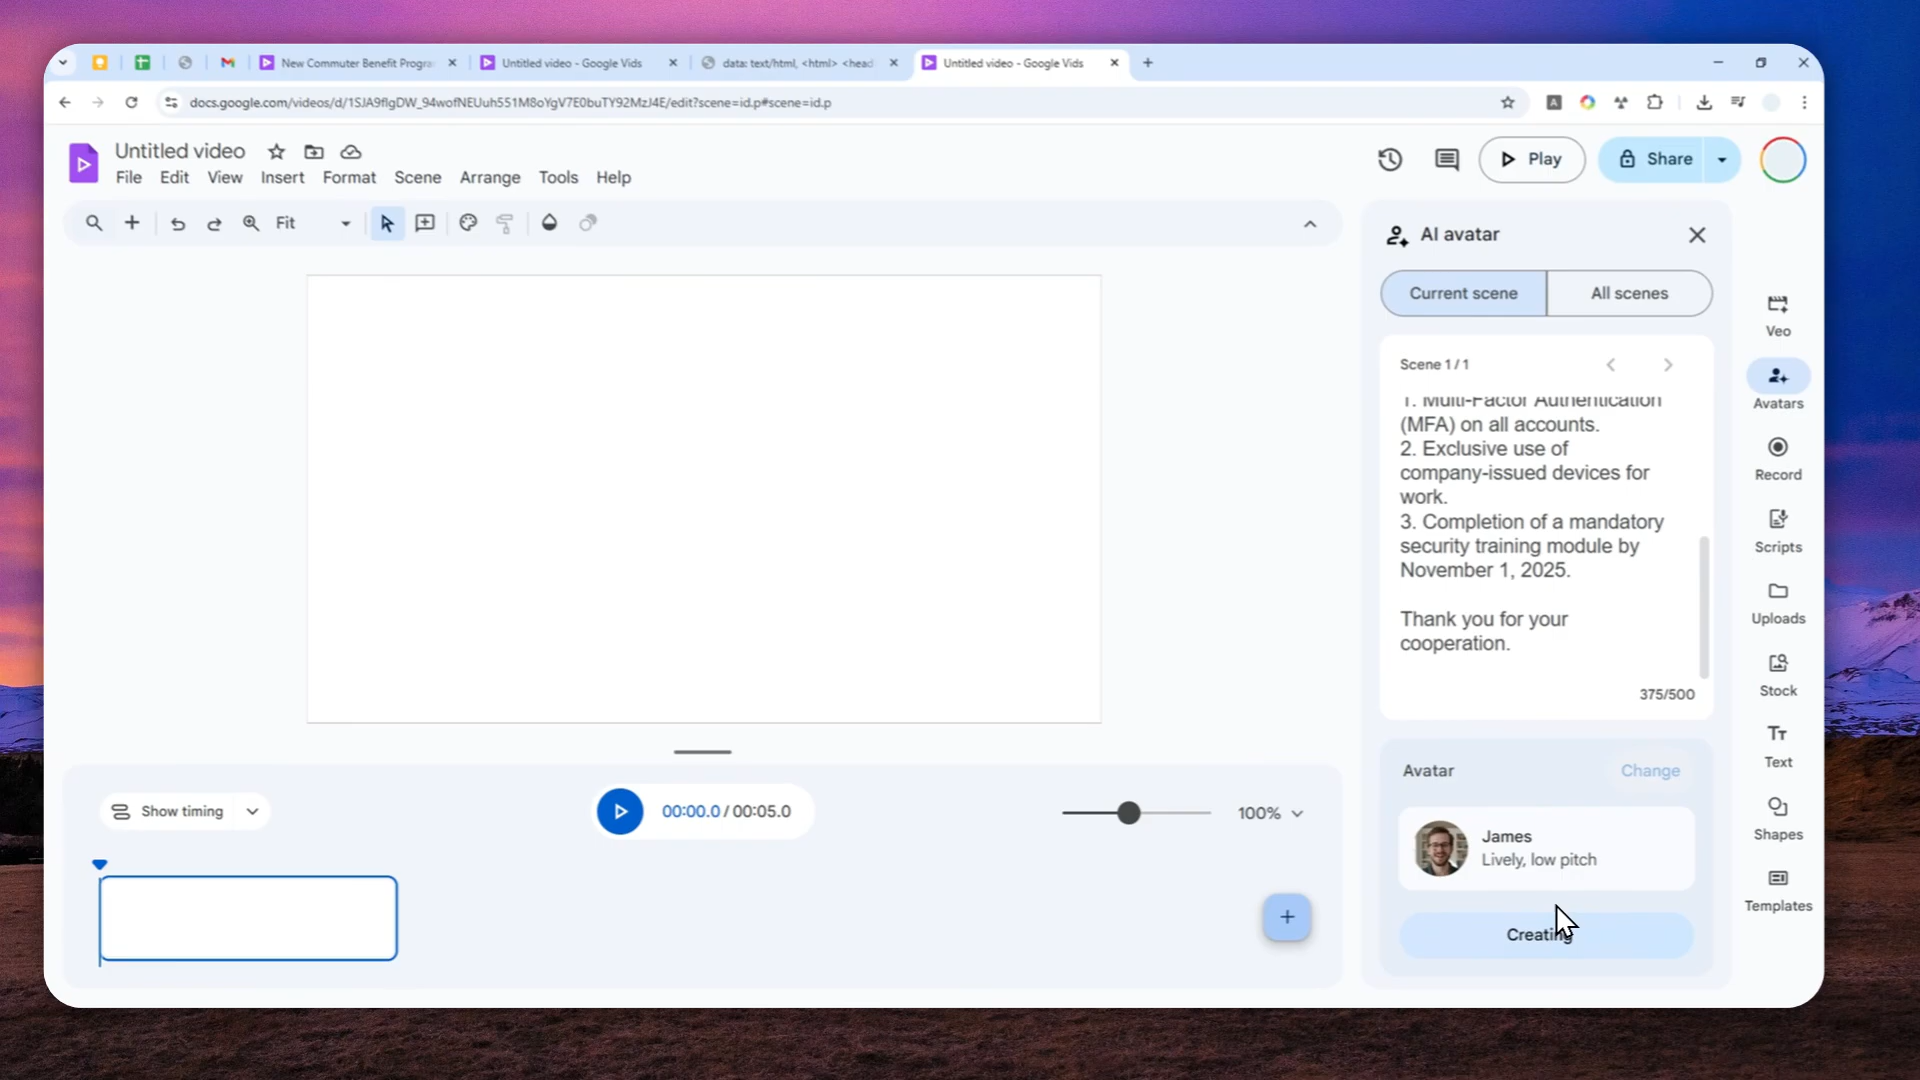 New Commuter Benefit Progra
Untitled video - Google Vids
data: text/html, <html> <head
Untitled video - Google Vids
docs.google.com/videos/d/1SJA9flgDW_94wofNEUuh551M8oYgV7E0buTY92MzJ4E/edit?scene=id.p#scene=id.p
Untitled video
File Edit View Insert Format Scene Arrange Tools Help
Play
Share
Fit
AI avatar
Current scene
All scenes
Scene 1 / 1
1. Multi-Factor Authentication
(MFA) on all accounts.
2. Exclusive use of
company-issued devices for
work.
3. Completion of a mandatory
security training module by
November 1, 2025.
Thank you for your
cooperation.
375/500
Avatar
Change
James
Lively, low pitch
Creating
Veo
Avatars
Record
Scripts
Uploads
Stock
Text
Shapes
Templates
Show timing
00:00.0 / 00:05.0
100%